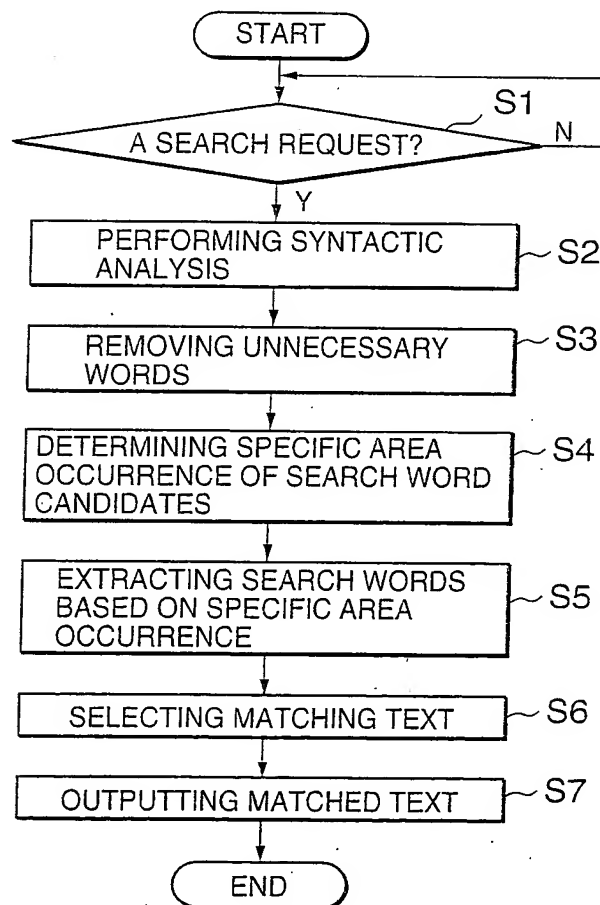 START
S1
A SEARCH REQUEST?
N
Y
PERFORMING SYNTACTIC
ANALYSIS
S2
REMOVING UNNECESSARY
WORDS
S3
DETERMINING SPECIFIC AREA
OCCURRENCE OF SEARCH WORD
CANDIDATES
S4
EXTRACTING SEARCH WORDS
BASED ON SPECIFIC AREA
OCCURRENCE
S5
SELECTING MATCHING TEXT
S6
OUTPUTTING MATCHED TEXT
S7
END